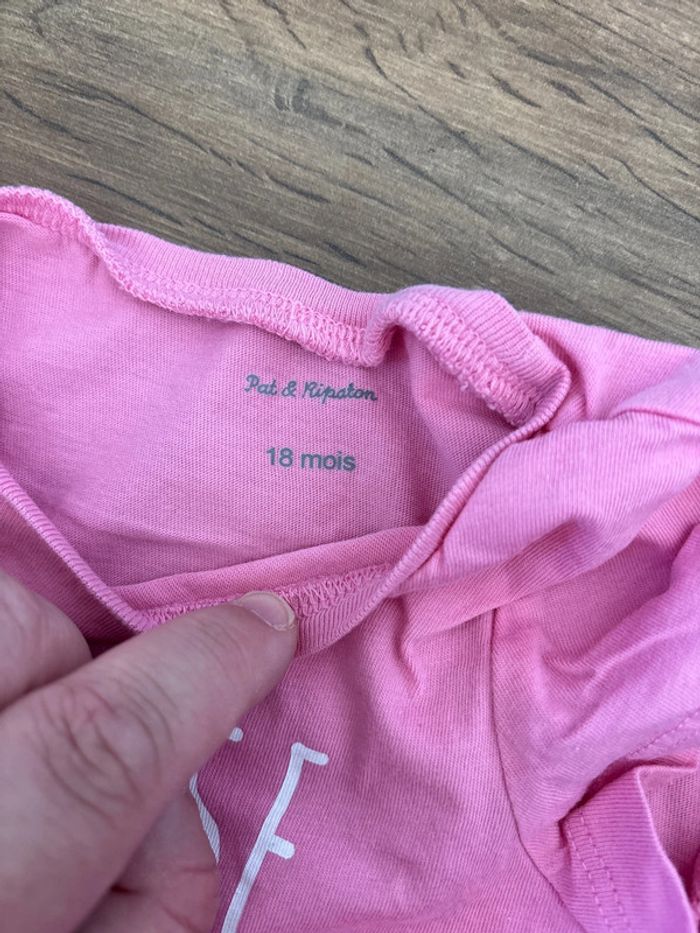 Pat & Ripaton
18 mois